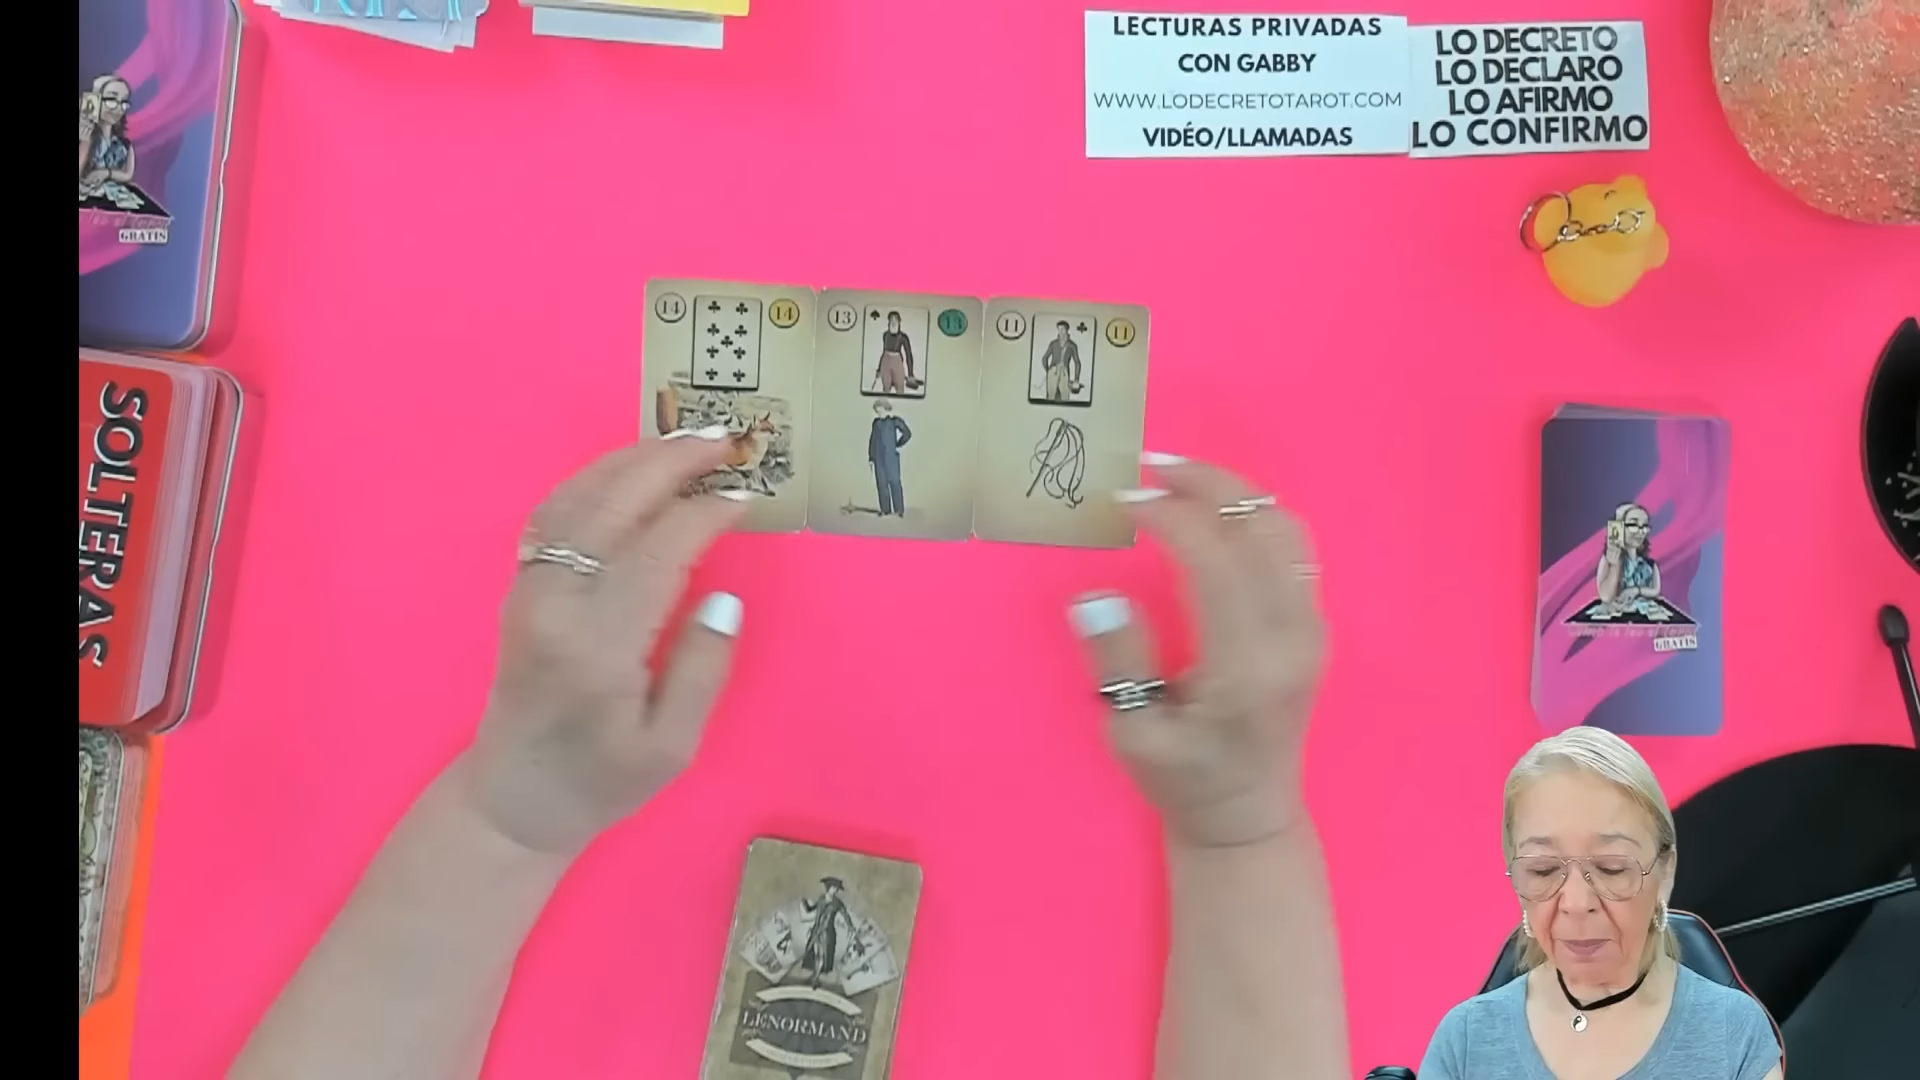 LECTURAS PRIVADAS
CON GABBY
WWW.LODECRETOTAROT.COM
VIDÉO/LLAMADAS
LO DECRETO
LO DECLARO
LO AFIRMO
LO CONFIRMO
GRATIS
SOLTERAS
14 14
13 13
11 11
GRATIS
LENORMAND